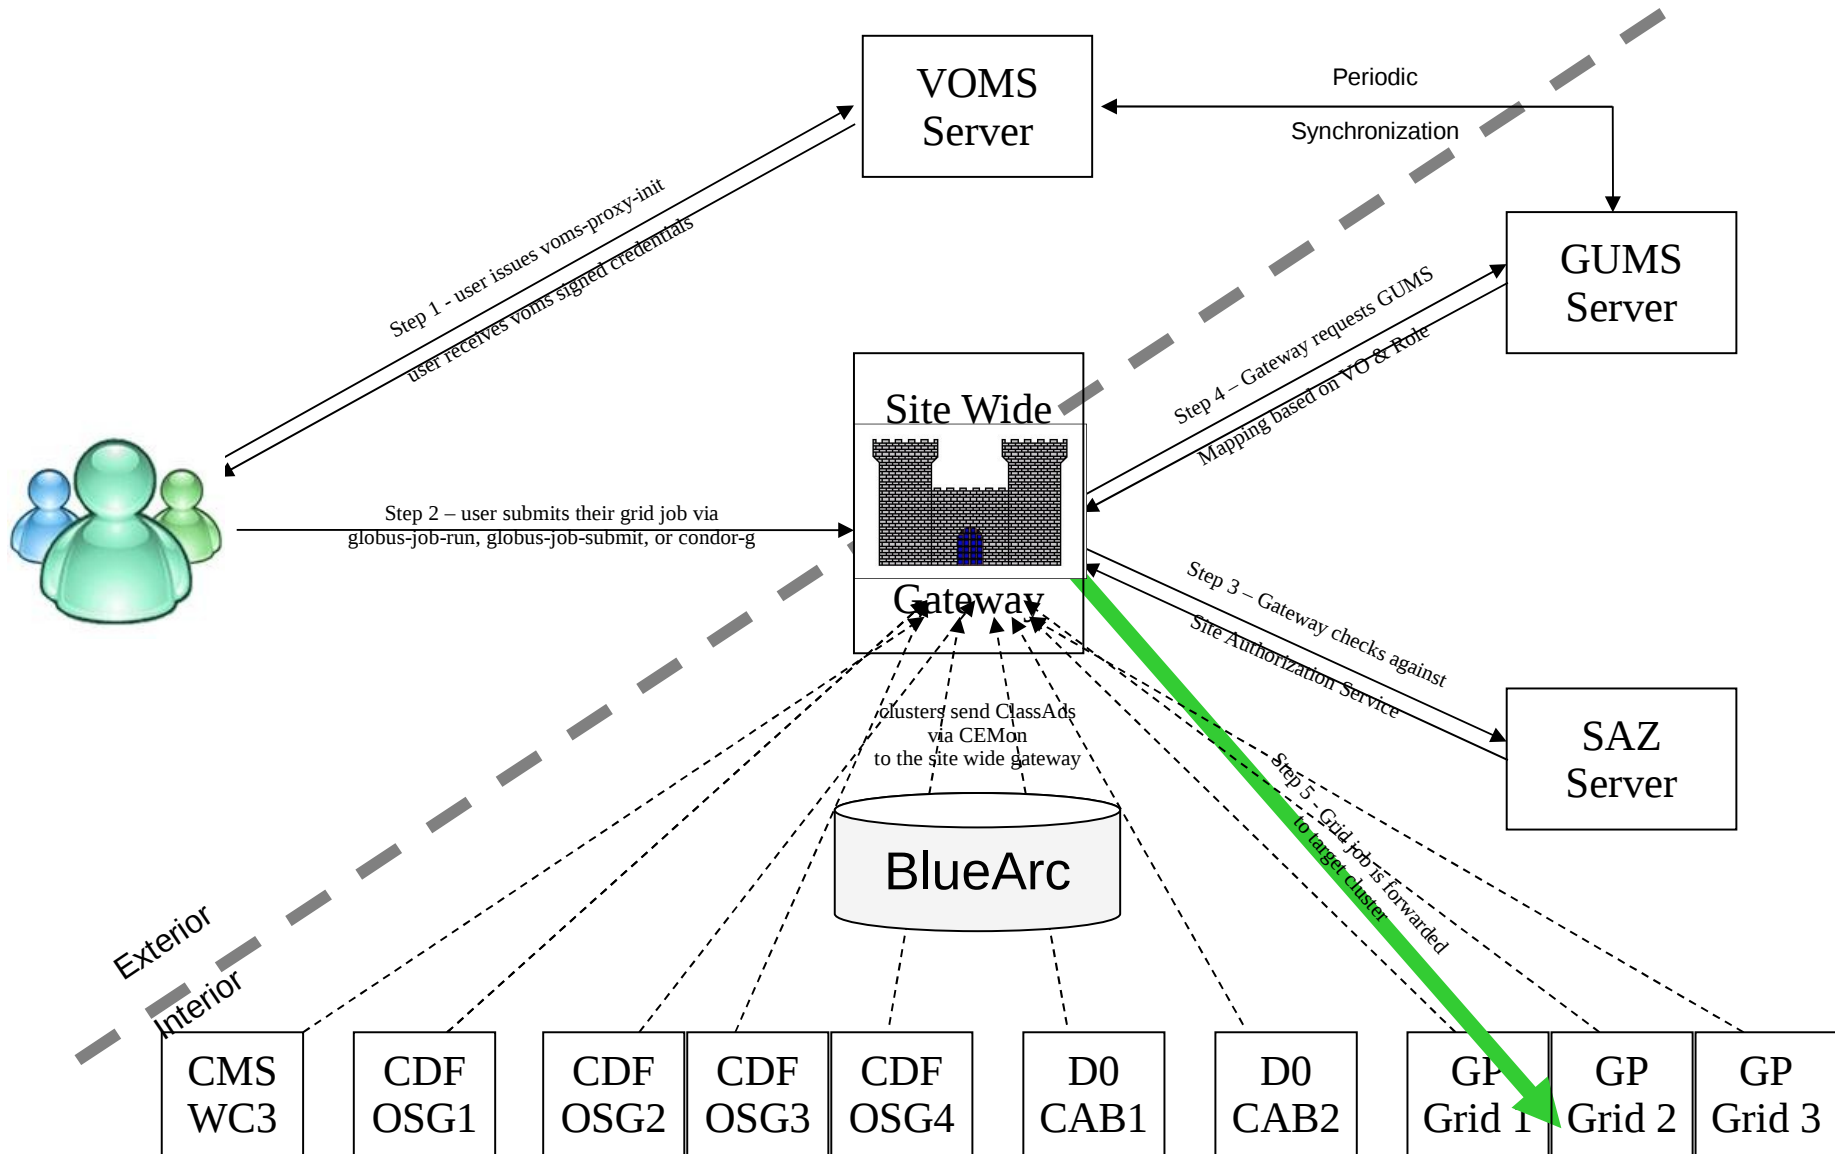 VOMS
Server
Periodic
Synchronization
GUMS
Server
Step 1 - user issues voms-proxy-init
user receives voms signed credentials
Step 4 – Gateway requests GUMS
Mapping based on VO & Role
Site Wide
Gateway
Step 2 – user submits their grid job via
globus-job-run, globus-job-submit, or condor-g
Step 3 – Gateway checks against
Site Authorization Service
SAZ
Server
clusters send ClassAds
via CEMon
to the site wide gateway
Step 5 - Grid job is forwarded
to target cluster
BlueArc
Exterior
Interior
CMS
WC3
CDF
OSG1
CDF
OSG2
CDF
OSG3
CDF
OSG4
D0
CAB1
D0
CAB2
GP
Grid 1
GP
Grid 2
GP
Grid 3